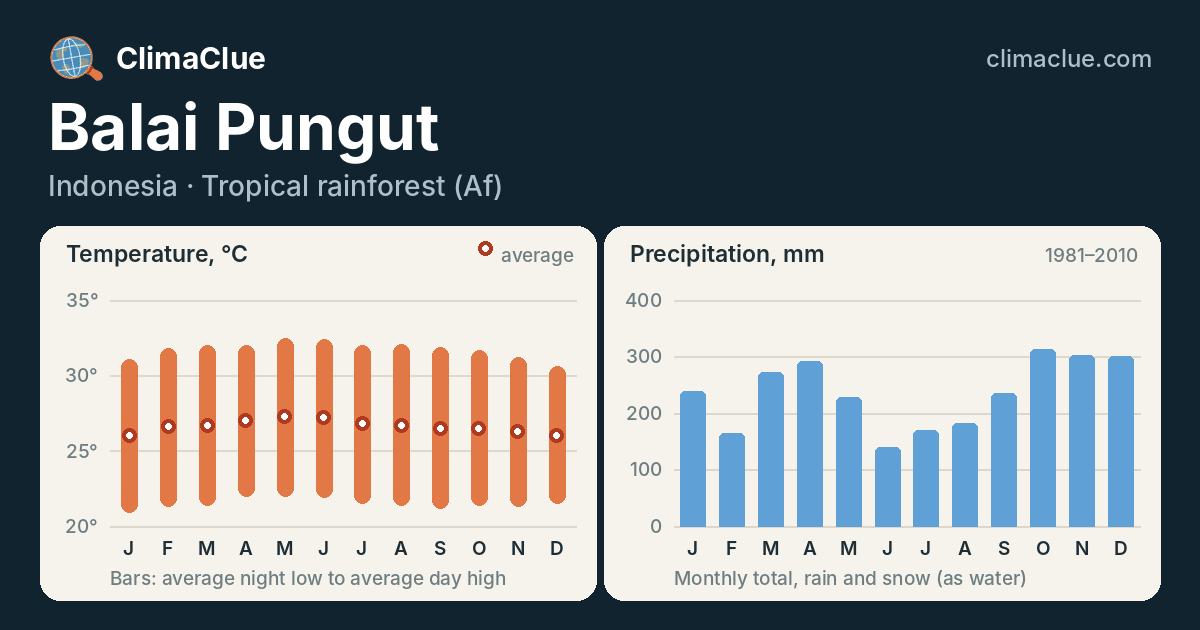 ClimaClue
climaclue.com
Balai Pungut
Indonesia · Tropical rainforest (Af)
Temperature, °C
average
35°
30°
25°
20°
J F M A M J J A S O N D
Bars: average night low to average day high
Precipitation, mm
1981–2010
400
300
200
100
0
J F M A M J J A S O N D
Monthly total, rain and snow (as water)